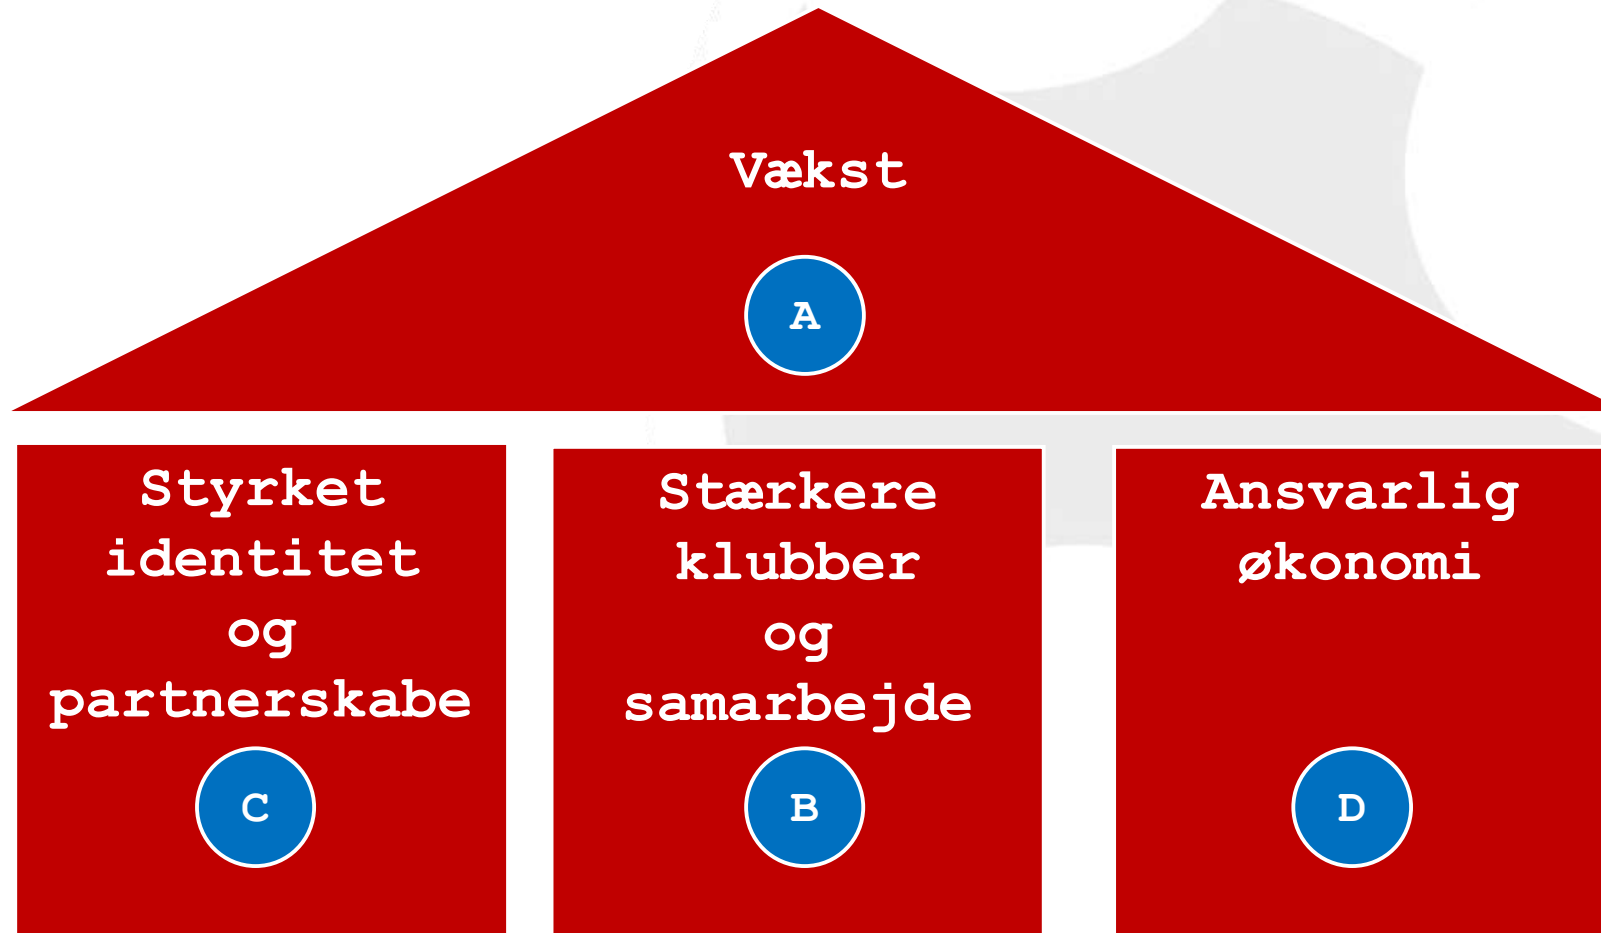 Vækst
A
Styrket
identitet
og
partnerskabe
C
Stærkere
klubber
og
samarbejde
B
Ansvarlig
økonomi
D